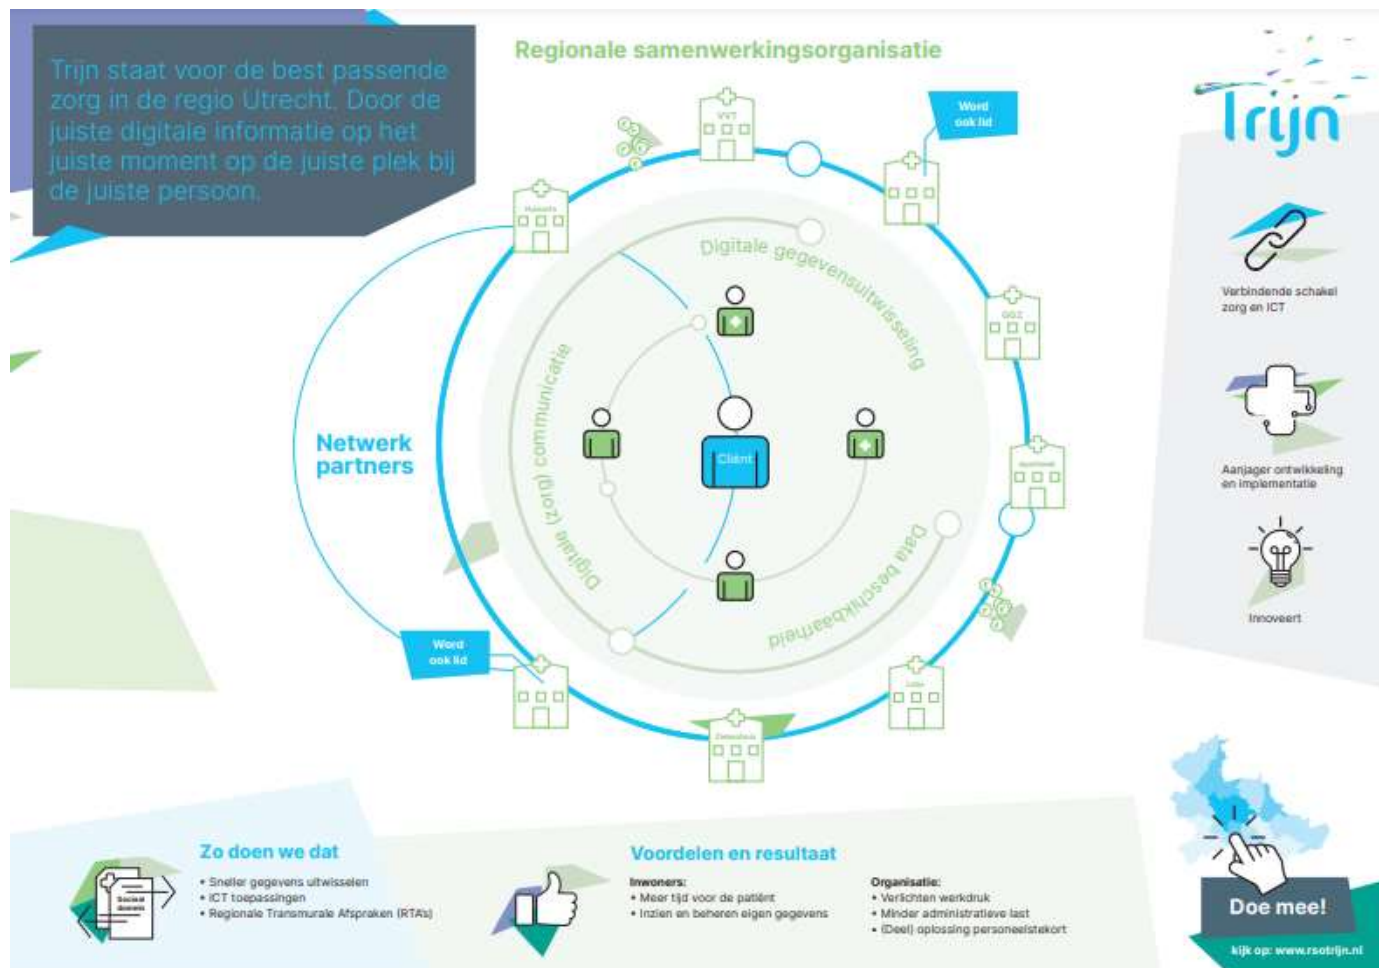 Trijn staat voor de best passende
zorg in de regio Utrecht. Door de
juiste digitale informatie op het
juiste moment op de juiste plek bij
de juiste persoon.
Regionale samenwerkingsorganisatie
Word
ook lid
Trijn
VVT
GGZ
Digitale gegevensuitwisseling
Digitale (zorg) communicatie
Data beschikbaarheid
Cliënt
Netwerk
partners
Word
ook lid
Ziekenhuis
Verbindende schakel
zorg en ICT
Aanjager ontwikkeling
en implementatie
Innoveert
Zo doen we dat
• Sneller gegevens uitwisselen
• ICT toepassingen
• Regionale Transmurale Afspraken (RTA's)
Sociaal
domein
Voordelen en resultaat
Inwoners:
• Meer tijd voor de patiënt
• Inzien en beheren eigen gegevens
Organisatie:
• Verlichten werkdruk
• Minder administratieve last
• (Deel) oplossing personeelstekort
Doe mee!
kijk op: www.rsotrijn.nl